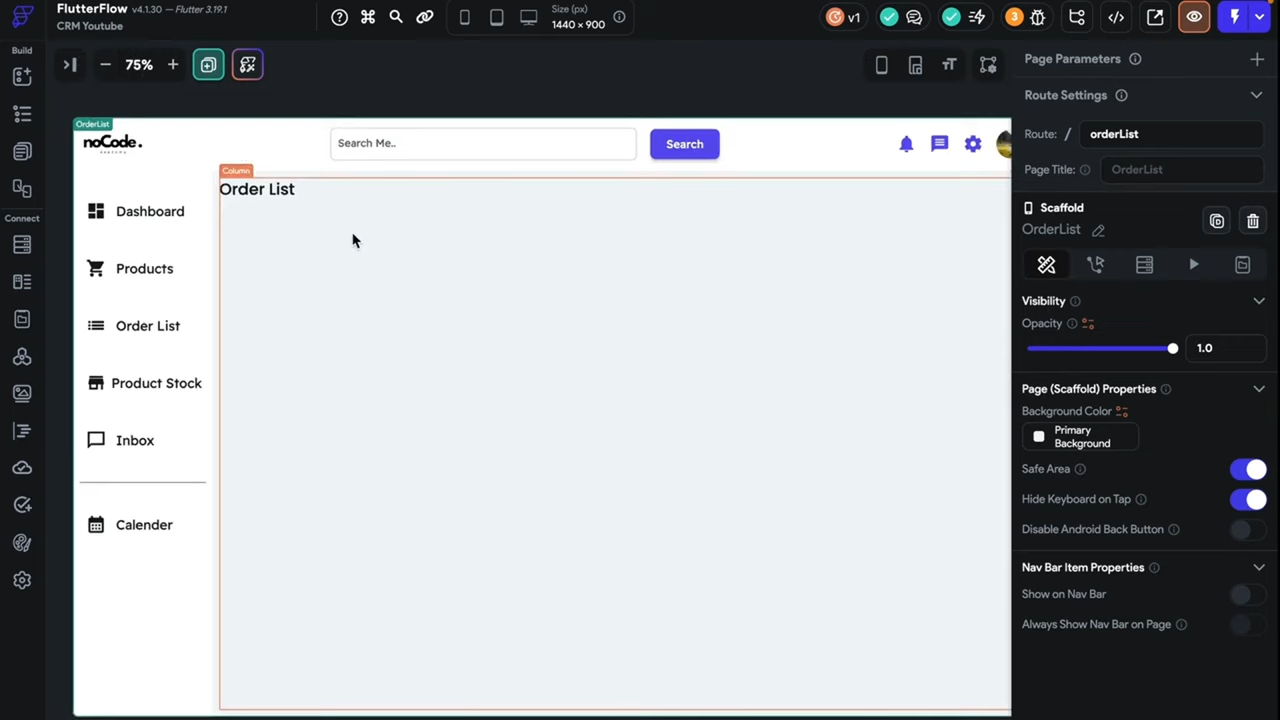 FlutterFlow v4.1.30 – Flutter 3.19.1
CRM Youtube
Size (px)
1440 × 900
v1
3
Build
Connect
75%
OrderList
noCode.
Search Me..
Search
Column
Order List
Dashboard
Products
Order List
Product Stock
Inbox
Calender
Page Parameters
Route Settings
Route: / orderList
Page Title: OrderList
Scaffold
OrderList
Visibility
Opacity
1.0
Page (Scaffold) Properties
Background Color
Primary
Background
Safe Area
Hide Keyboard on Tap
Disable Android Back Button
Nav Bar Item Properties
Show on Nav Bar
Always Show Nav Bar on Page